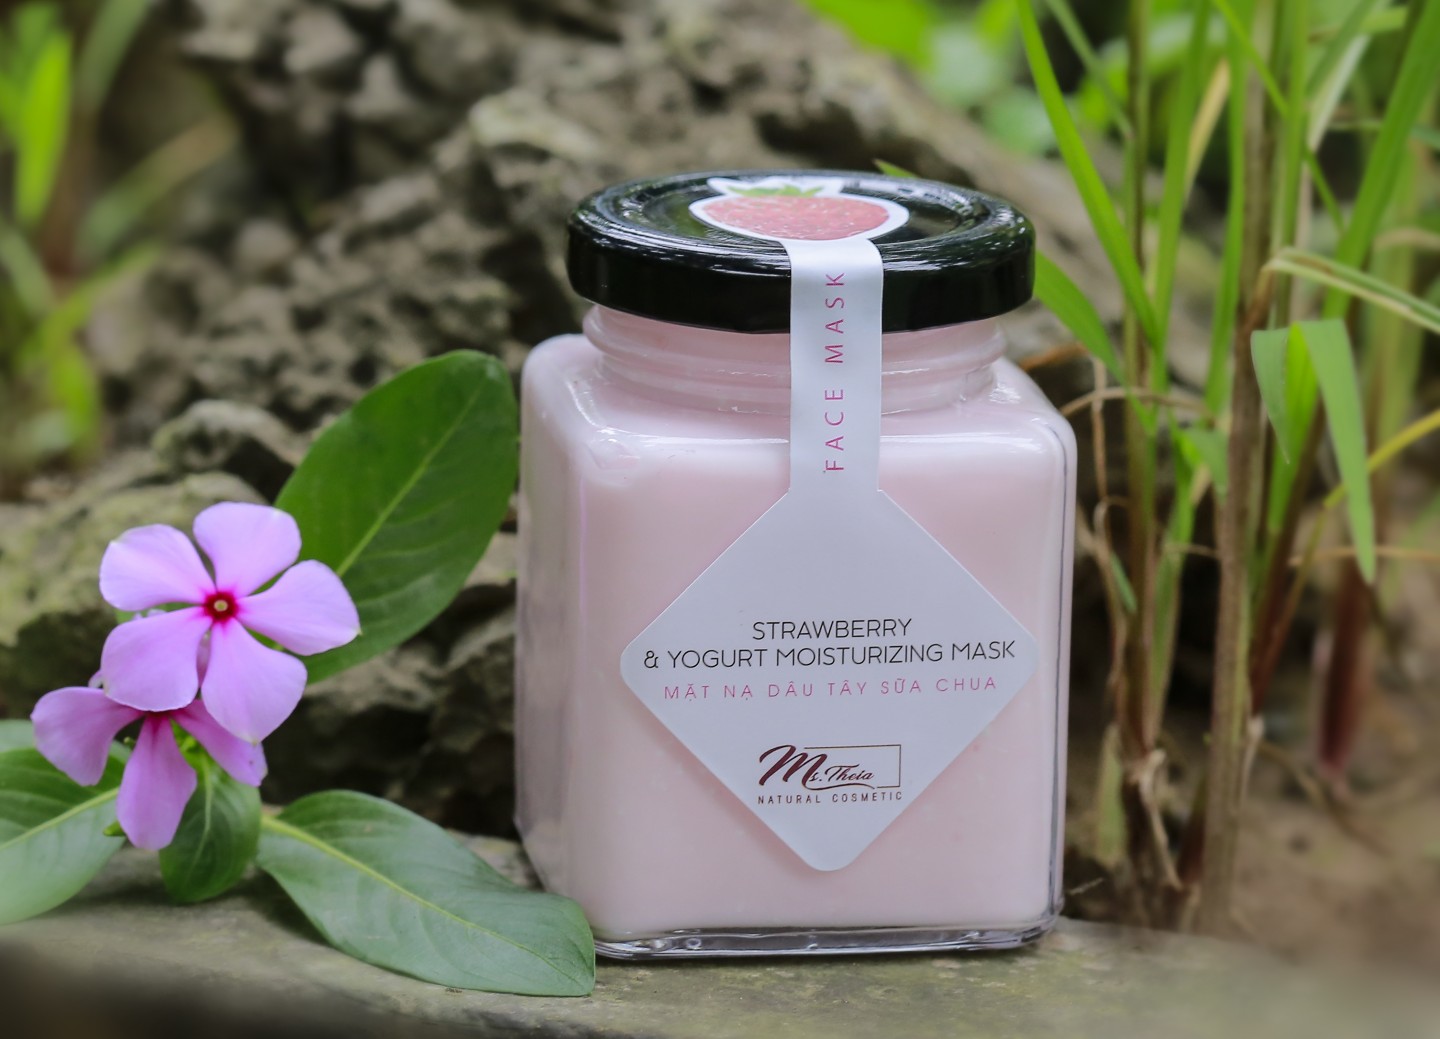 FACE MASK
STRAWBERRY
& YOGURT MOISTURIZING MASK
MẶT NẠ DÂU TÂY SỮA CHUA
Ms. Theia
NATURAL COSMETIC